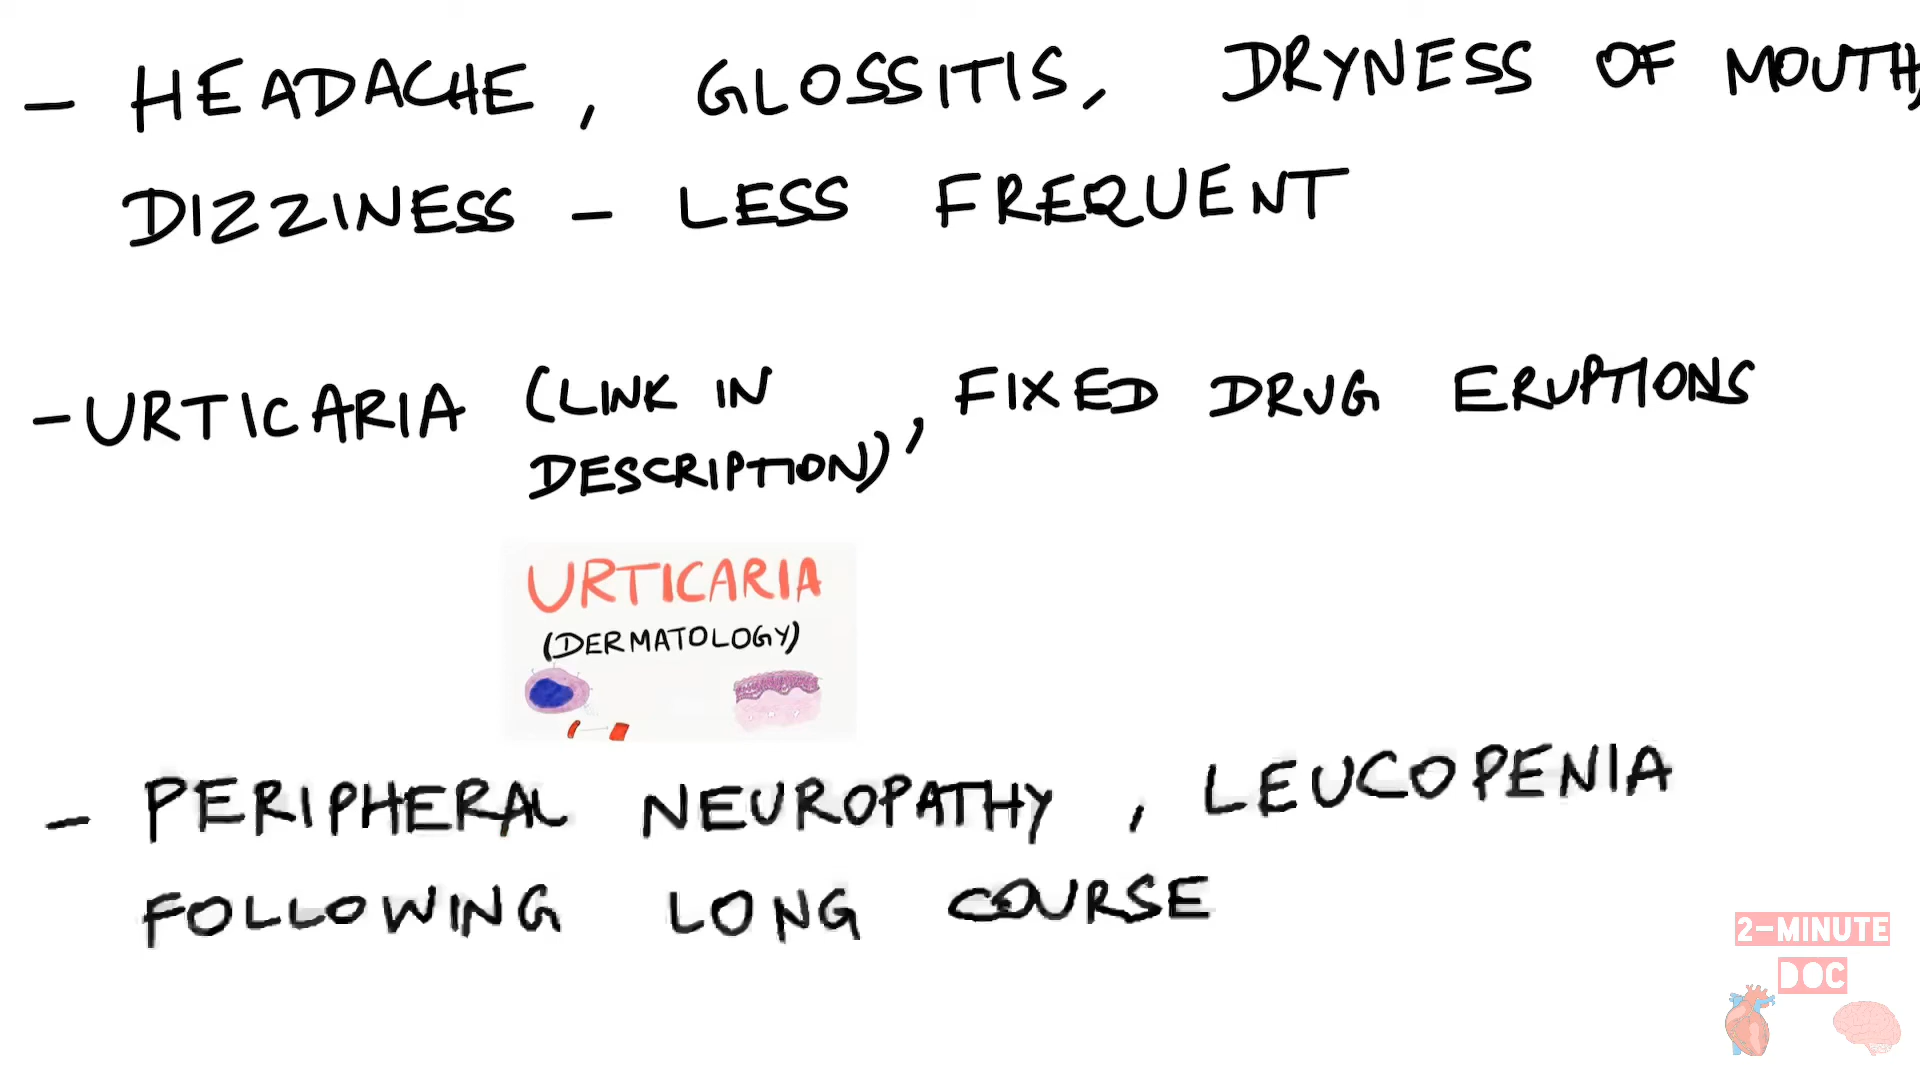 - HEADACHE, GLOSSITIS, DRYNESS OF MOUTH,
DIZZINESS - LESS FREQUENT
- URTICARIA (LINK IN
DESCRIPTION), FIXED DRUG ERUPTIONS
URTICARIA
(DERMATOLOGY)
- PERIPHERAL NEUROPATHY, LEUCOPENIA
FOLLOWING LONG COURSE
2-MINUTE
DOC